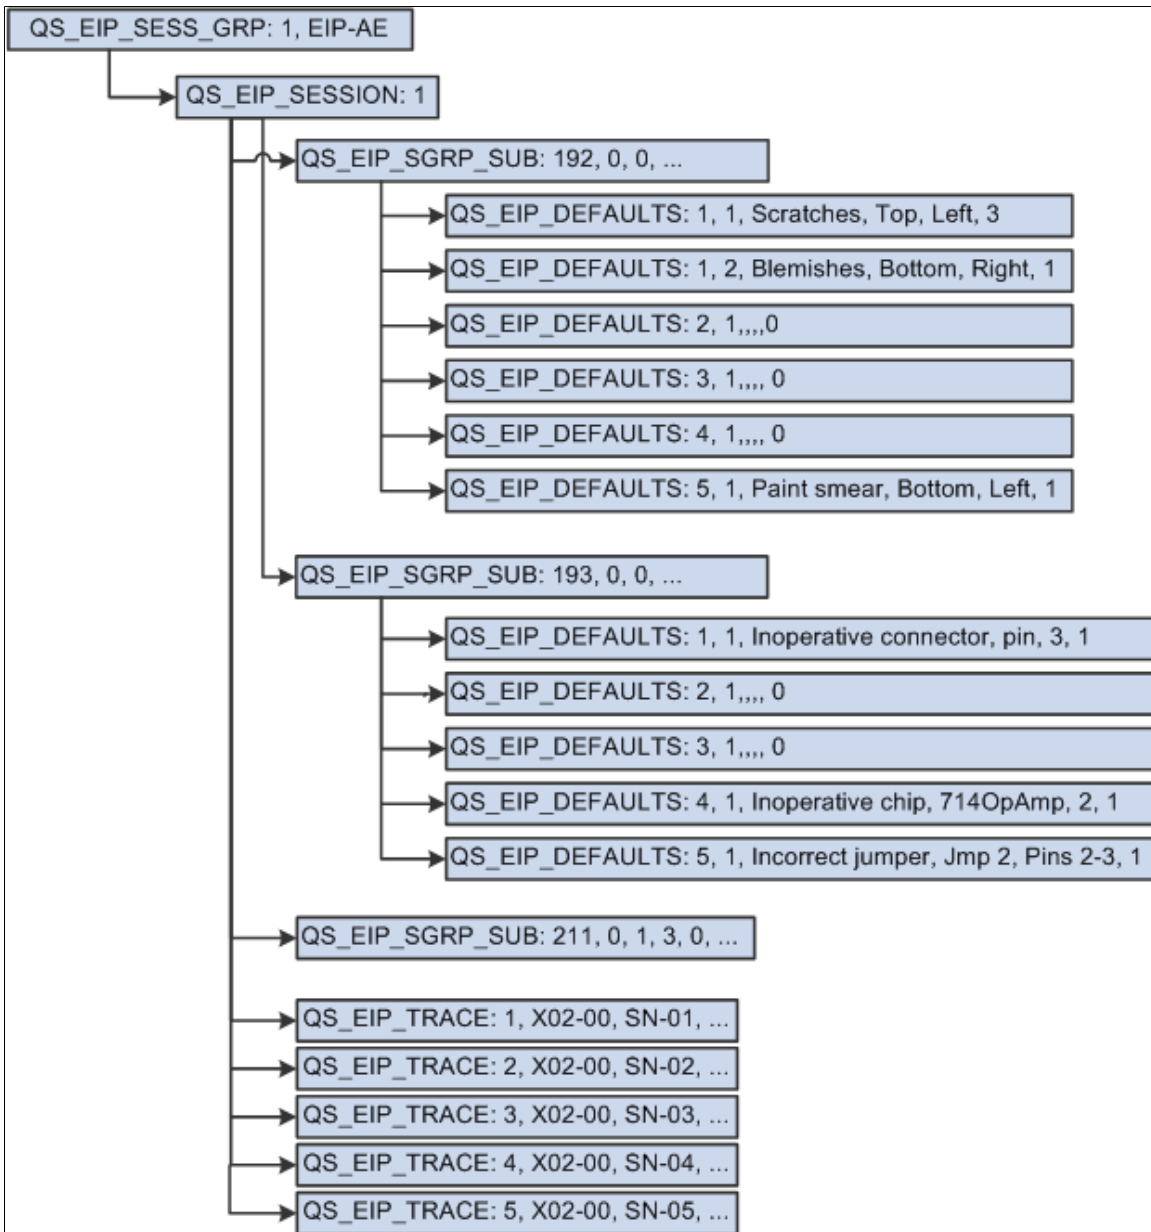 QS_EIP_SESS_GRP: 1, EIP-AE
QS_EIP_SESSION: 1
QS_EIP_SGRP_SUB: 192, 0, 0, ...
QS_EIP_DEFAULTS: 1, 1, Scratches, Top, Left, 3
QS_EIP_DEFAULTS: 1, 2, Blemishes, Bottom, Right, 1
QS_EIP_DEFAULTS: 2, 1,,,,0
QS_EIP_DEFAULTS: 3, 1,,,, 0
QS_EIP_DEFAULTS: 4, 1,,,, 0
QS_EIP_DEFAULTS: 5, 1, Paint smear, Bottom, Left, 1
QS_EIP_SGRP_SUB: 193, 0, 0, ...
QS_EIP_DEFAULTS: 1, 1, Inoperative connector, pin, 3, 1
QS_EIP_DEFAULTS: 2, 1,,,, 0
QS_EIP_DEFAULTS: 3, 1,,,, 0
QS_EIP_DEFAULTS: 4, 1, Inoperative chip, 714OpAmp, 2, 1
QS_EIP_DEFAULTS: 5, 1, Incorrect jumper, Jmp 2, Pins 2-3, 1
QS_EIP_SGRP_SUB: 211, 0, 1, 3, 0, ...
QS_EIP_TRACE: 1, X02-00, SN-01, ...
QS_EIP_TRACE: 2, X02-00, SN-02, ...
QS_EIP_TRACE: 3, X02-00, SN-03, ...
QS_EIP_TRACE: 4, X02-00, SN-04, ...
QS_EIP_TRACE: 5, X02-00, SN-05, ...